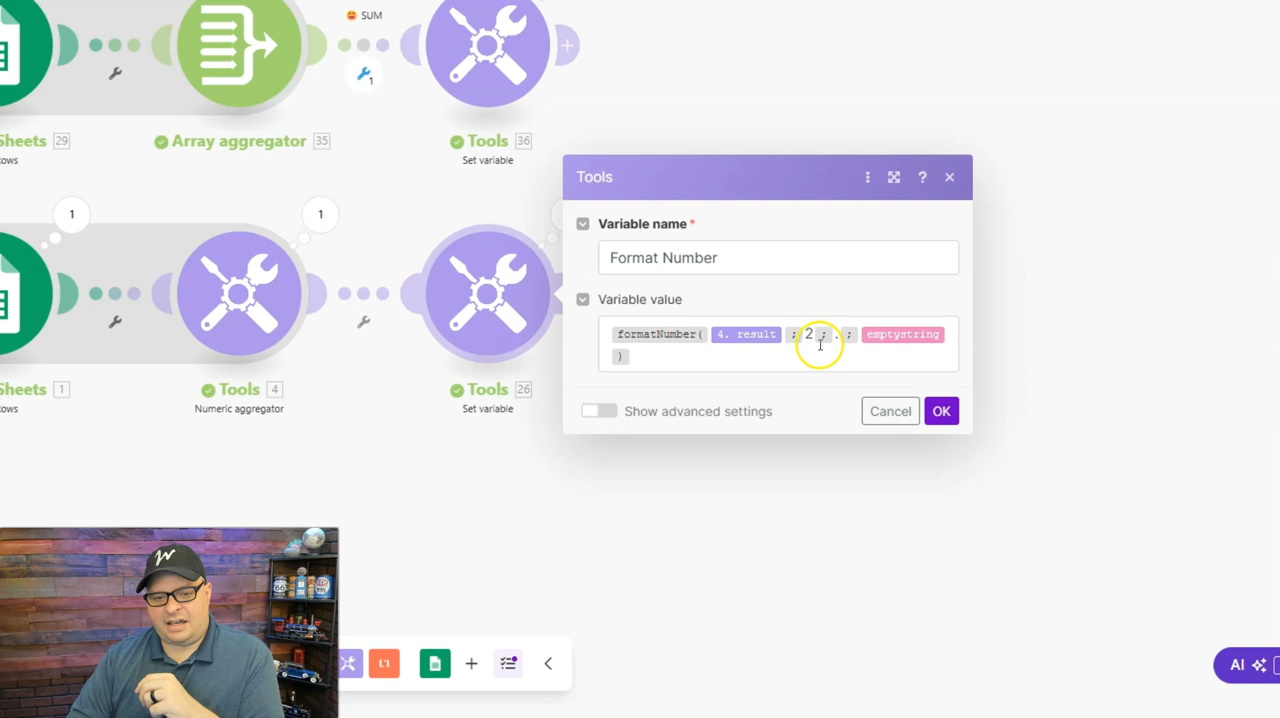 SUM
1
Sheets 29
ows
Array aggregator 35
Tools 36
Set variable
1
1
Sheets 1
ows
Tools 4
Numeric aggregator
Tools 26
Set variable
Tools
Variable name *
Format Number
Variable value
formatNumber( 4. result ; 2 ; . ; emptystring
)
Show advanced settings
Cancel
OK
AI